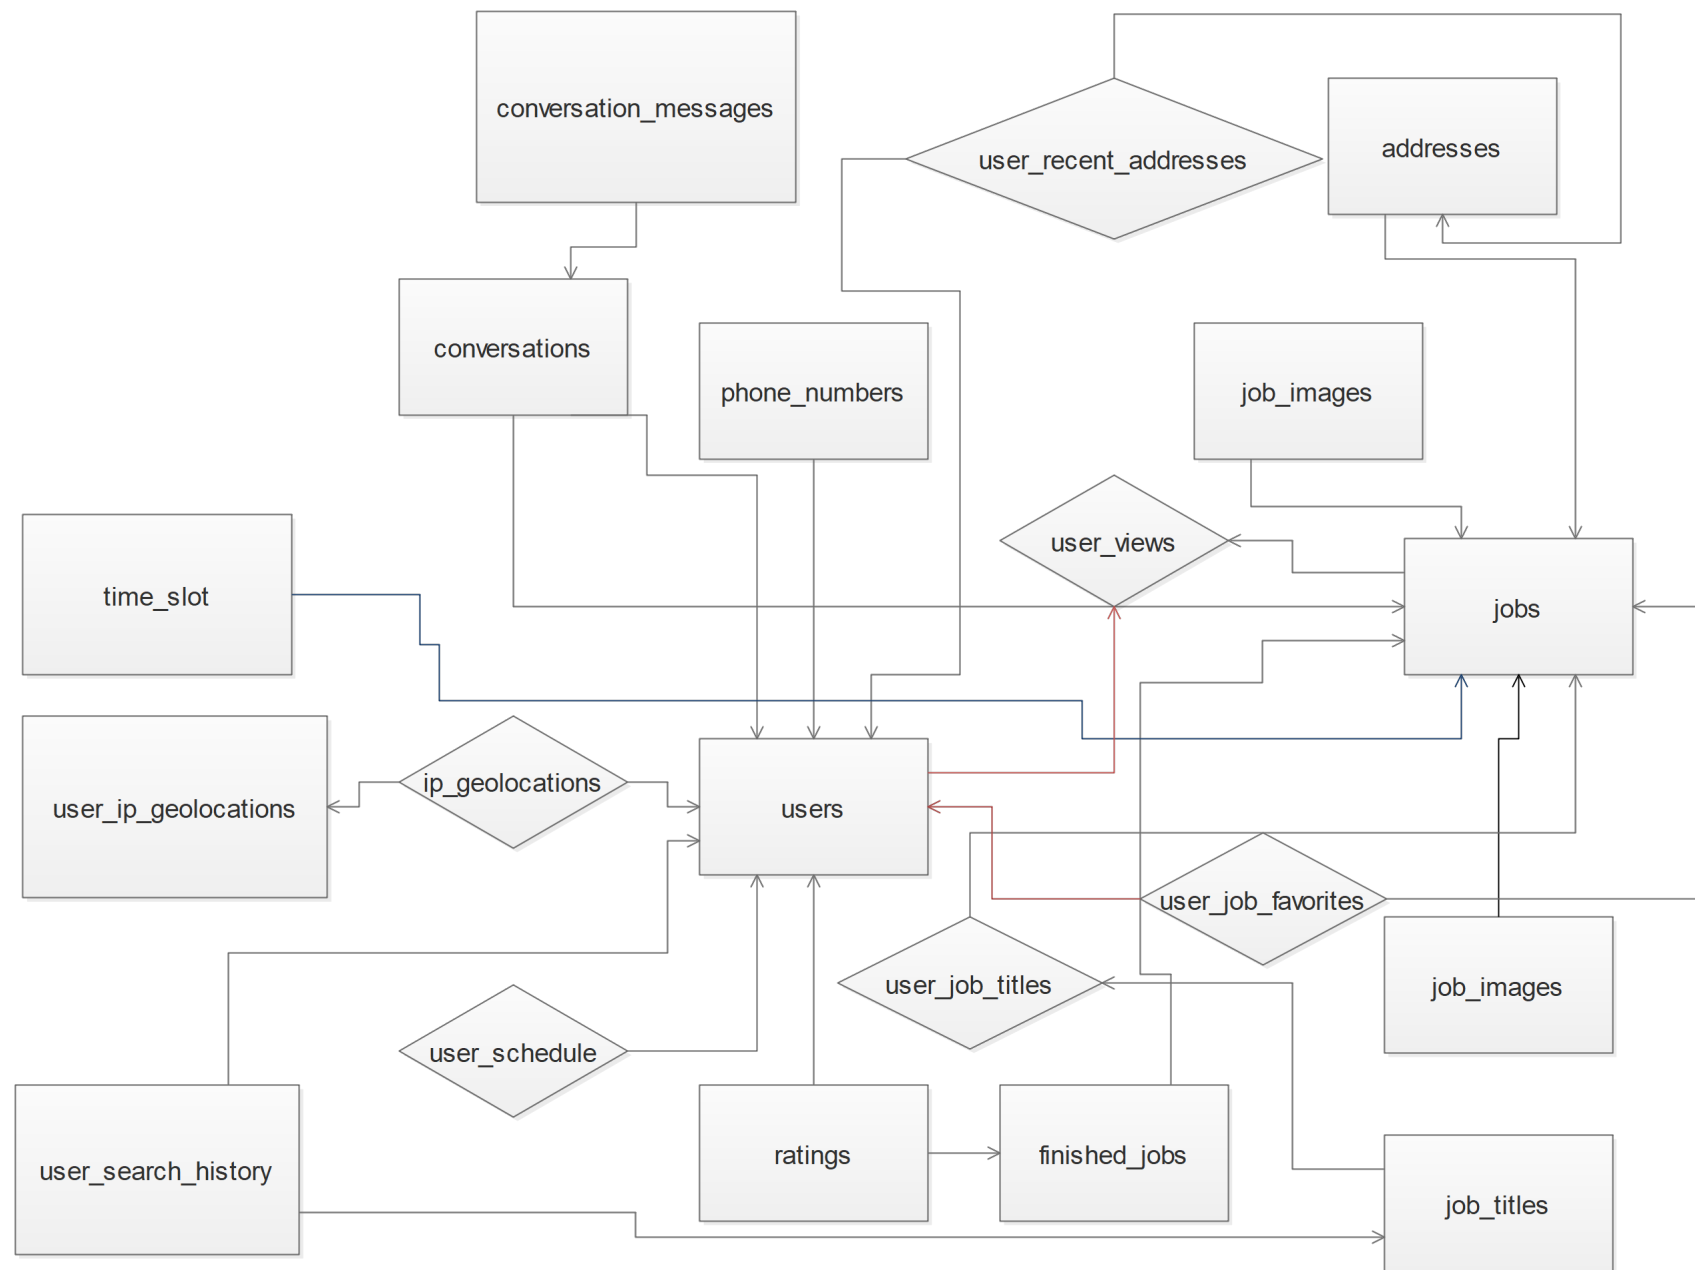 conversation_messages
user_recent_addresses
addresses
conversations
phone_numbers
job_images
user_views
time_slot
jobs
ip_geolocations
user_ip_geolocations
users
user_job_favorites
user_job_titles
job_images
user_schedule
ratings
finished_jobs
user_search_history
job_titles